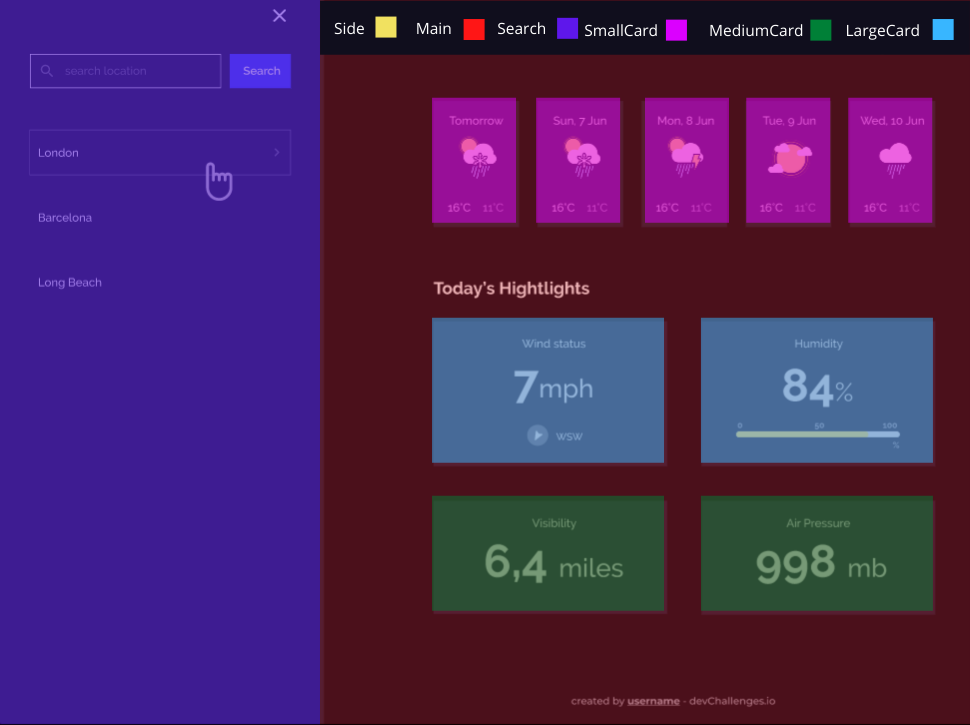 Side Main Search SmallCard MediumCard LargeCard
search location Search
London
Barcelona
Long Beach
Tomorrow Sun, 7 Jun Mon, 8 Jun Tue, 9 Jun Wed, 10 Jun
16°C 11°C 16°C 11°C 16°C 11°C 16°C 11°C 16°C 11°C
Today's Hightlights
Wind status
7mph
WSW
Humidity
84%
0 50 100
%
Visibility
6,4 miles
Air Pressure
998 mb
created by username - devChallenges.io